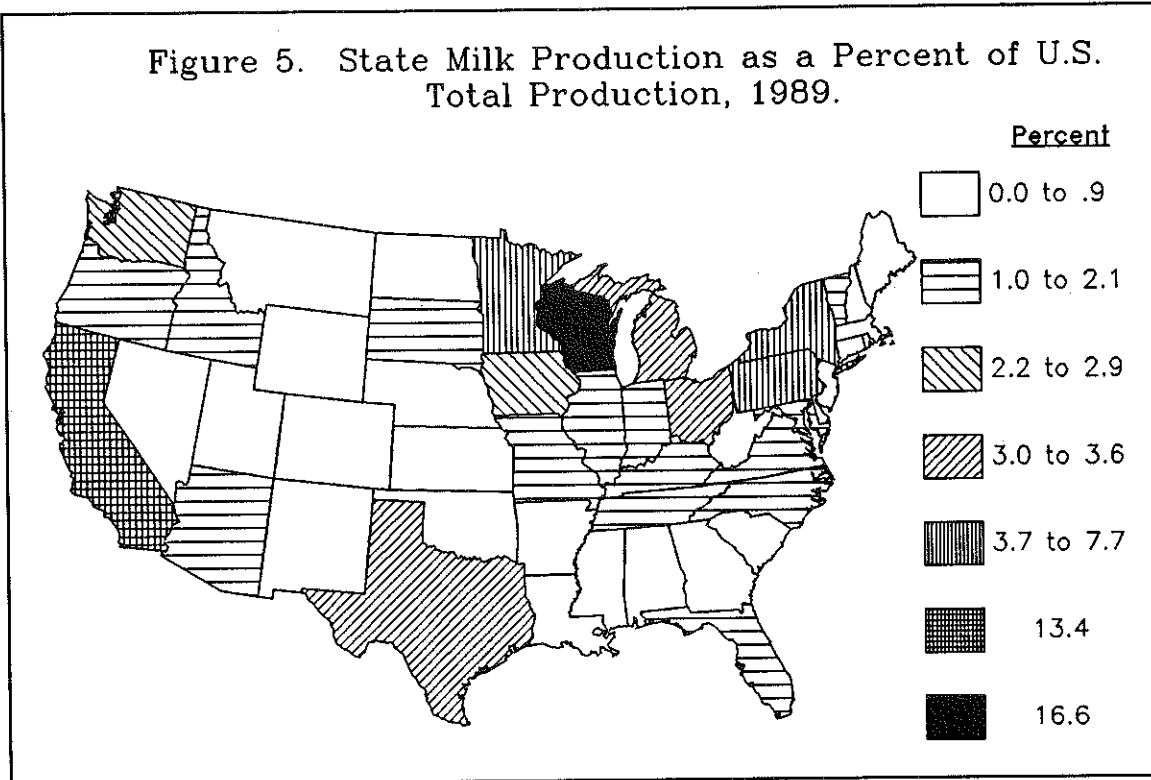 Figure 5. State Milk Production as a Percent of U.S.
Total Production, 1989.
Percent
0.0 to .9
1.0 to 2.1
2.2 to 2.9
3.0 to 3.6
3.7 to 7.7
13.4
16.6